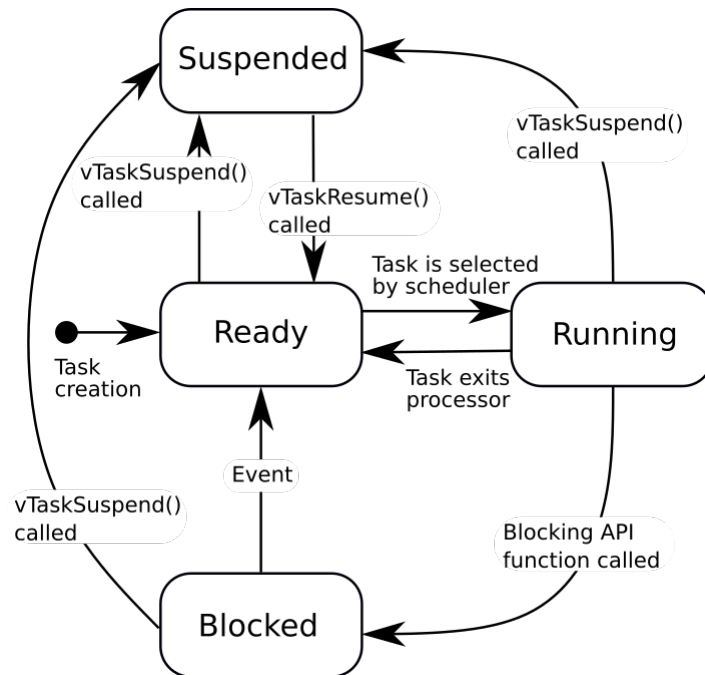 Suspended
vTaskSuspend()
called
vTaskSuspend()
called
vTaskResume()
called
Task is selected
by scheduler
Ready
Running
Task
creation
Task exits
processor
Event
vTaskSuspend()
called
Blocking API
function called
Blocked